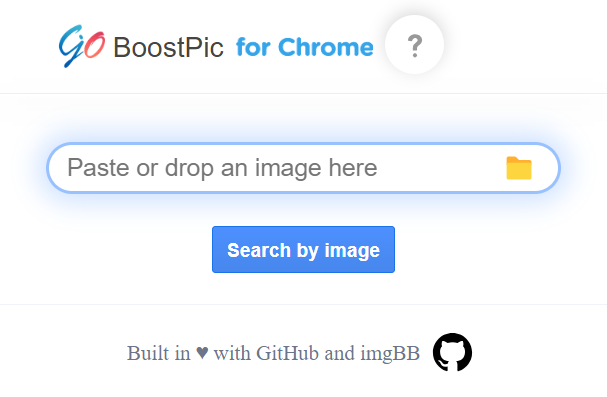 go BoostPic for Chrome ?
Paste or drop an image here
Search by image
Built in ♥ with GitHub and imgBB